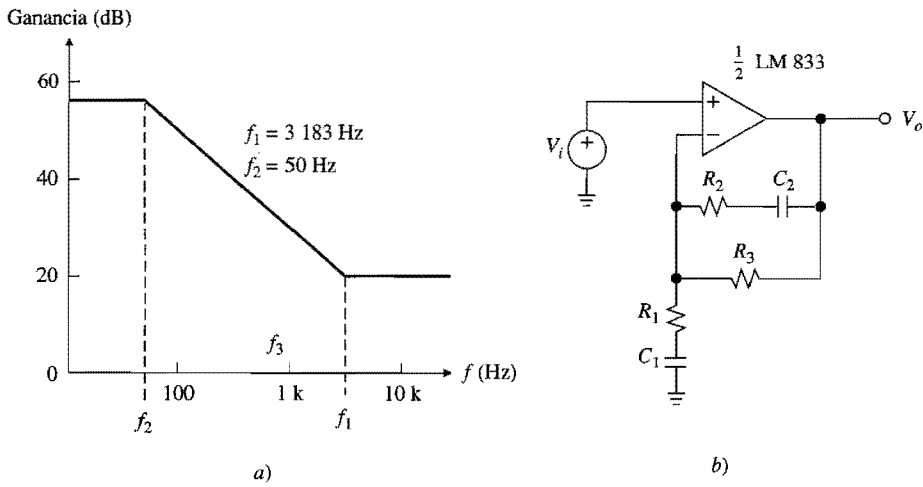 Ganancia (dB)
60
40
20
0
f₁ = 3 183 Hz
f₂ = 50 Hz
f₃
100
1 k
10 k
f (Hz)
f₂
f₁
a)
½ LM 833
+
−
Vᵢ
+
Vₒ
R₂
C₂
R₃
R₁
C₁
b)